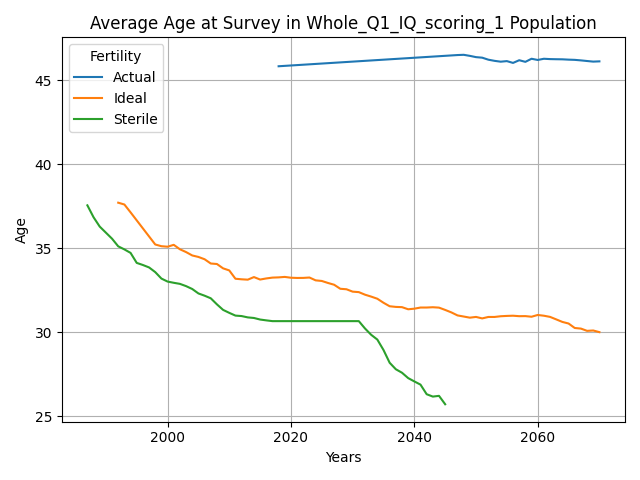 Average Age at Survey in Whole_Q1_IQ_scoring_1 Population
Fertility
Actual
Ideal
Sterile
45
40
35
30
25
Age
2000
2020
2040
2060
Years